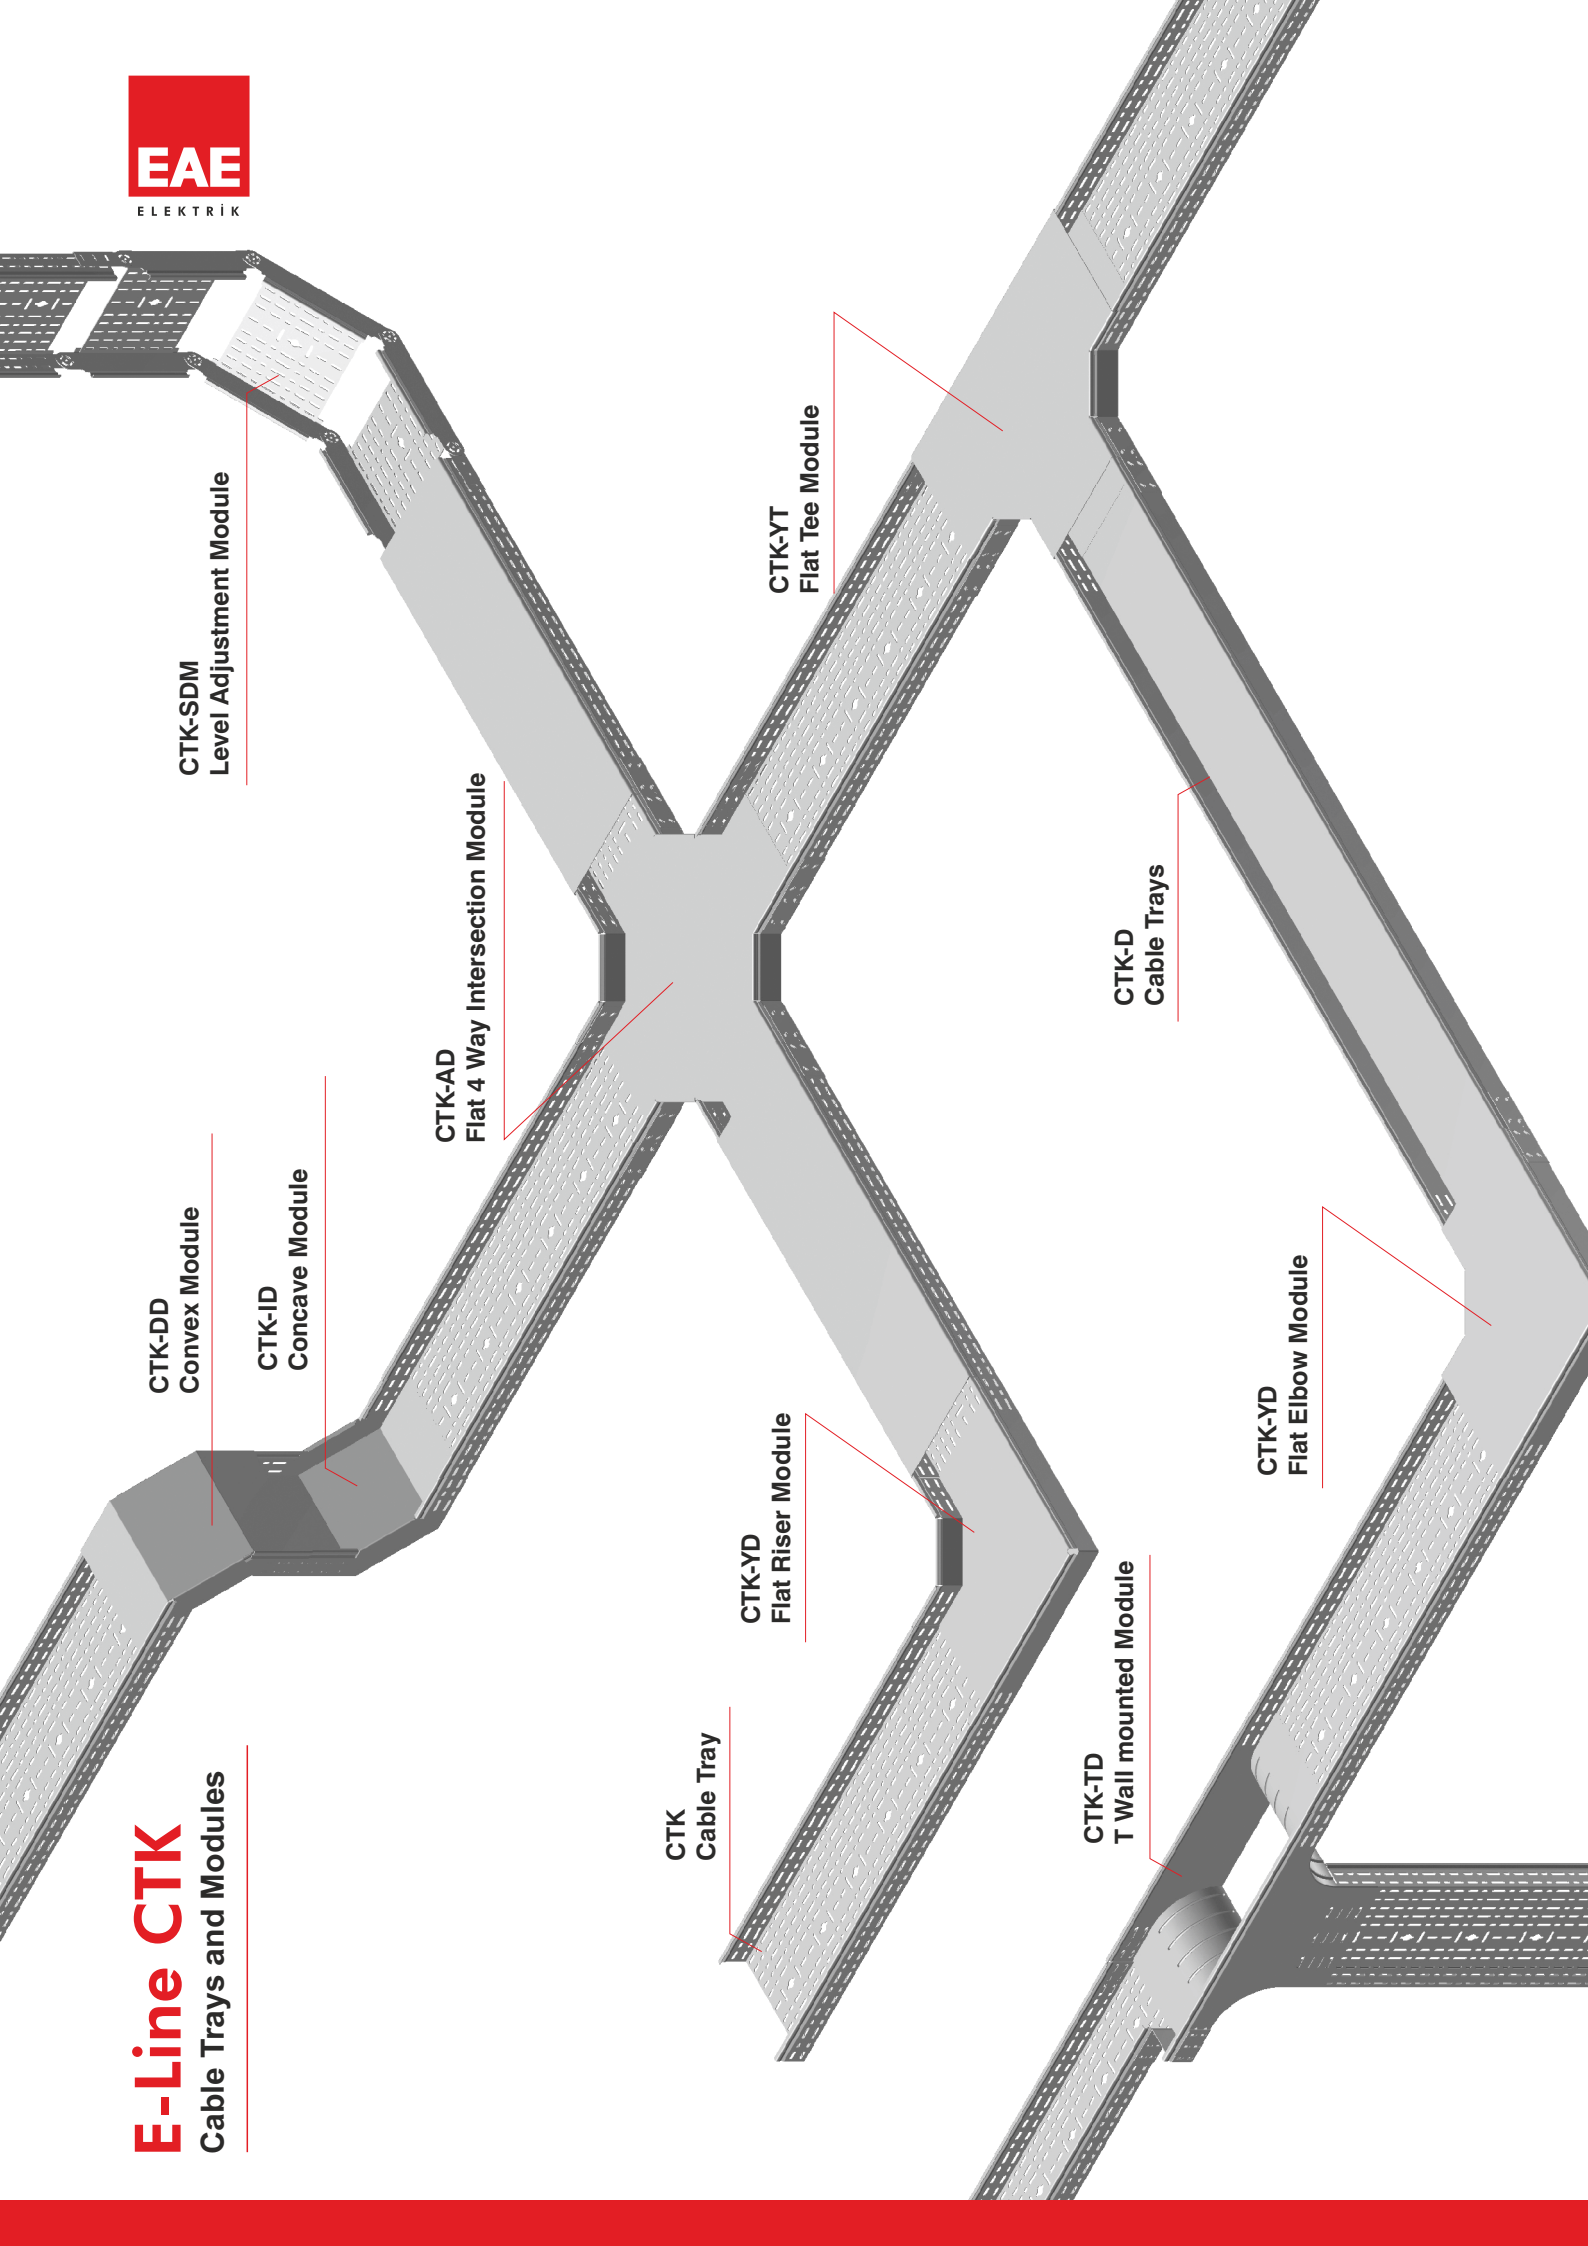 E-Line CTK
Cable Trays and Modules
EAE
ELEKTRİK
CTK-DD
Convex Module
CTK-ID
Concave Module
CTK-SDM
Level Adjustment Module
CTK-AD
Flat 4 Way Intersection Module
CTK
Cable Tray
CTK-YD
Flat Riser Module
CTK-YT
Flat Tee Module
CTK-TD
T Wall mounted Module
CTK-D
Cable Trays
CTK-YD
Flat Elbow Module